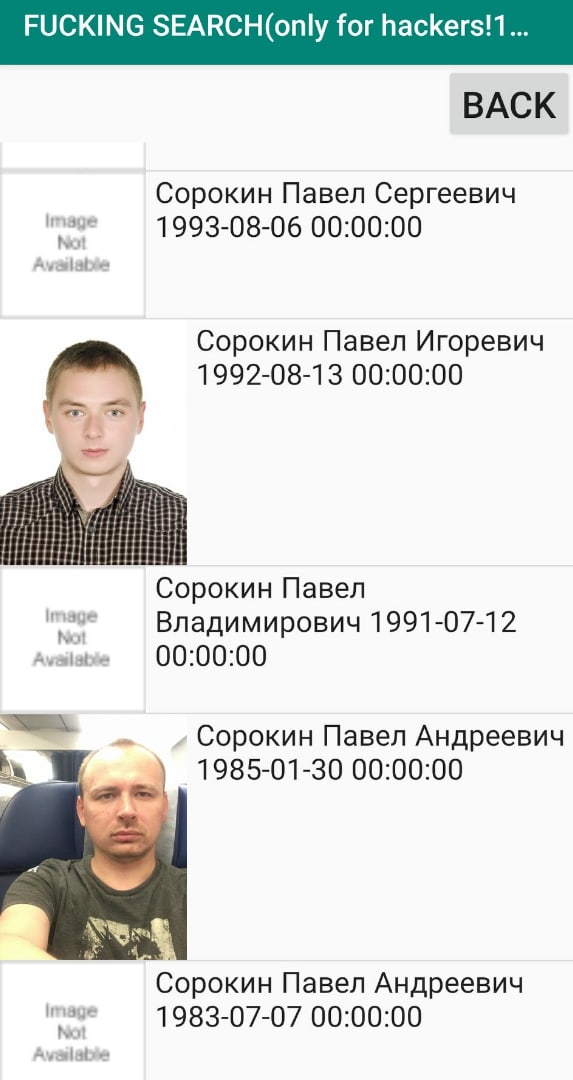 FUCKING SEARCH(only for hackers!1...
BACK
Сорокин Павел Сергеевич
1993-08-06 00:00:00
Image
Not
Available
Сорокин Павел Игоревич
1992-08-13 00:00:00
Сорокин Павел
Владимирович 1991-07-12
00:00:00
Image
Not
Available
Сорокин Павел Андреевич
1985-01-30 00:00:00
Сорокин Павел Андреевич
1983-07-07 00:00:00
Image
Not
Available